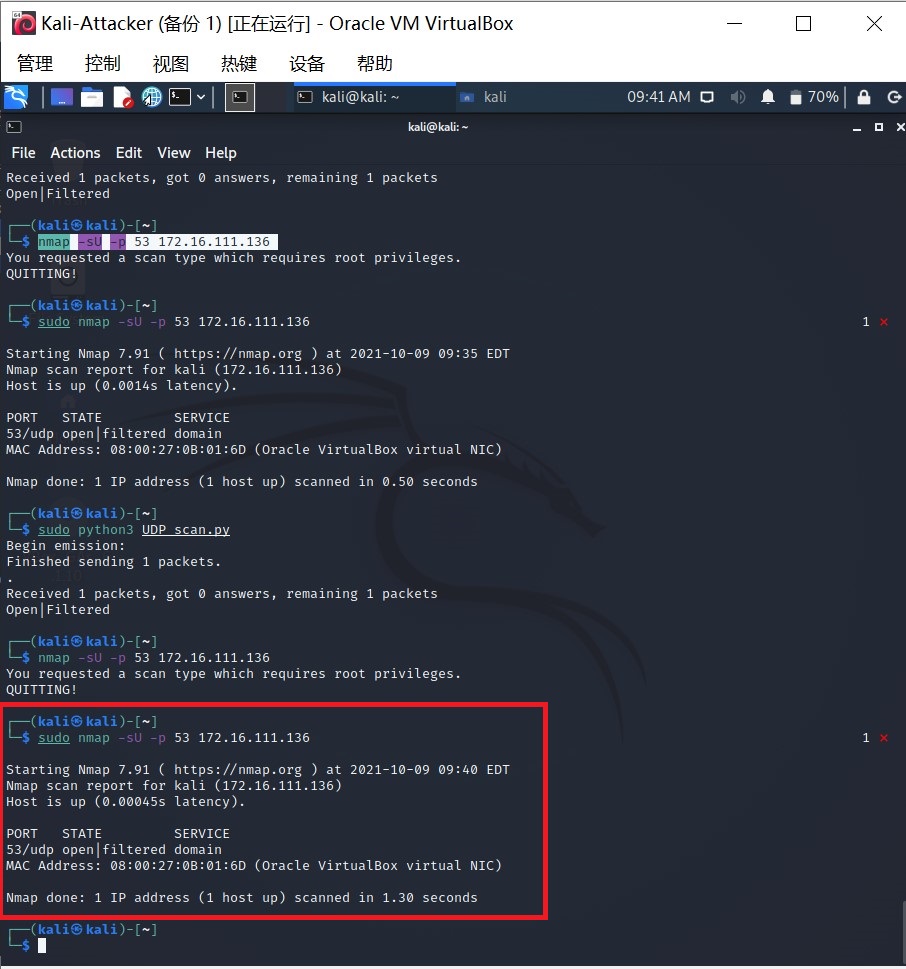 Kali-Attacker (备份 1) [正在运行] - Oracle VM VirtualBox
管理 控制 视图 热键 设备 帮助
kali@kali: ~ kali 09:41 AM 70%
kali@kali: ~
File Actions Edit View Help
Received 1 packets, got 0 answers, remaining 1 packets
Open|Filtered
┌──(kali㉿kali)-[~]
└─$ nmap -sU -p 53 172.16.111.136
You requested a scan type which requires root privileges.
QUITTING!
┌──(kali㉿kali)-[~]
└─$ sudo nmap -sU -p 53 172.16.111.136 1 ⨯
Starting Nmap 7.91 ( https://nmap.org ) at 2021-10-09 09:35 EDT
Nmap scan report for kali (172.16.111.136)
Host is up (0.0014s latency).
PORT STATE SERVICE
53/udp open|filtered domain
MAC Address: 08:00:27:0B:01:6D (Oracle VirtualBox virtual NIC)
Nmap done: 1 IP address (1 host up) scanned in 0.50 seconds
┌──(kali㉿kali)-[~]
└─$ sudo python3 UDP_scan.py
Begin emission:
Finished sending 1 packets.
.
Received 1 packets, got 0 answers, remaining 1 packets
Open|Filtered
┌──(kali㉿kali)-[~]
└─$ nmap -sU -p 53 172.16.111.136
You requested a scan type which requires root privileges.
QUITTING!
┌──(kali㉿kali)-[~]
└─$ sudo nmap -sU -p 53 172.16.111.136 1 ⨯
Starting Nmap 7.91 ( https://nmap.org ) at 2021-10-09 09:40 EDT
Nmap scan report for kali (172.16.111.136)
Host is up (0.00045s latency).
PORT STATE SERVICE
53/udp open|filtered domain
MAC Address: 08:00:27:0B:01:6D (Oracle VirtualBox virtual NIC)
Nmap done: 1 IP address (1 host up) scanned in 1.30 seconds
┌──(kali㉿kali)-[~]
└─$